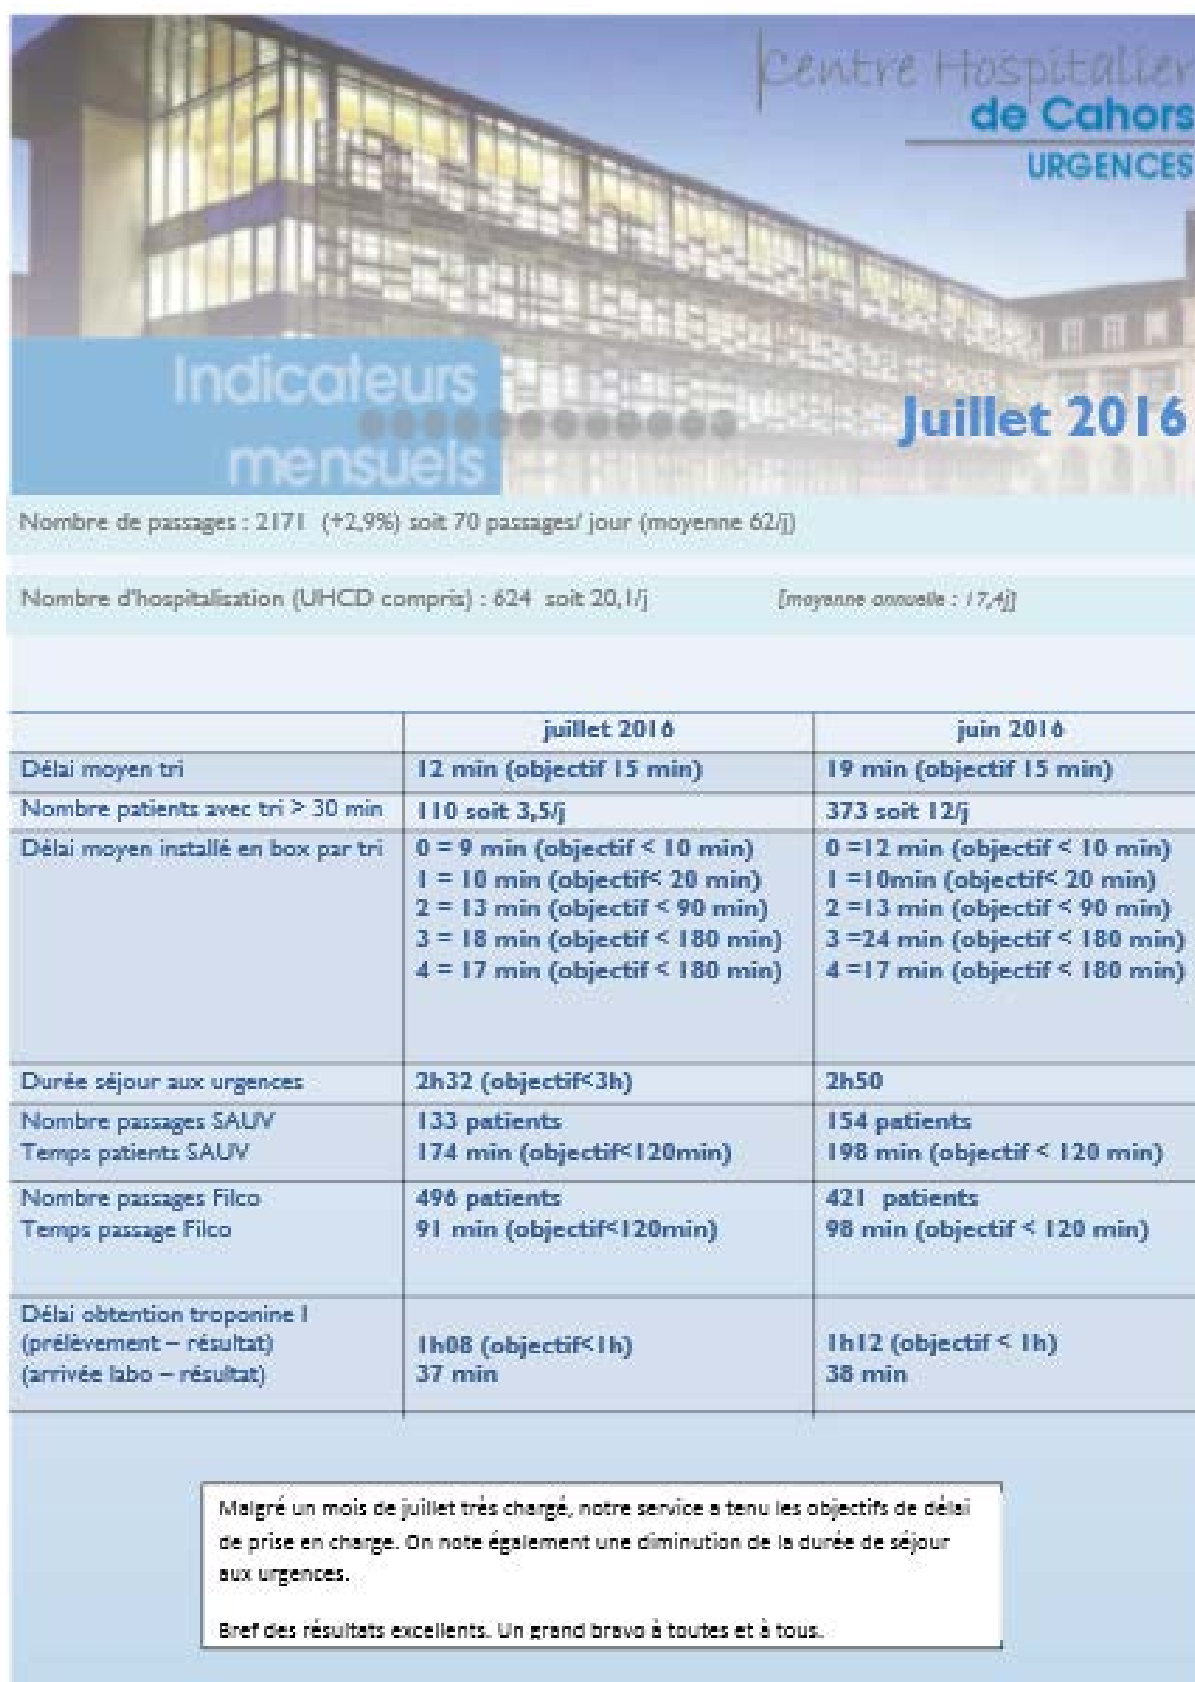 Centre Hospitalier
de Cahors
URGENCES
Indicateurs
mensuels
Juillet 2016
Nombre de passages : 2171 (+2,9%) soit 70 passages/ jour (moyenne 62/j)
Nombre d'hospitalisation (UHCD compris) : 624 soit 20,1/j [moyenne annuelle : 17,4j]
juillet 2016 juin 2016
Délai moyen tri 12 min (objectif 15 min) 19 min (objectif 15 min)
Nombre patients avec tri > 30 min 110 soit 3,5/j 373 soit 12/j
Délai moyen installé en box par tri 0 = 9 min (objectif < 10 min) 0 =12 min (objectif < 10 min)
1 = 10 min (objectif< 20 min) 1 =10min (objectif< 20 min)
2 = 13 min (objectif < 90 min) 2 =13 min (objectif < 90 min)
3 = 18 min (objectif < 180 min) 3 =24 min (objectif < 180 min)
4 = 17 min (objectif < 180 min) 4 =17 min (objectif < 180 min)
Durée séjour aux urgences 2h32 (objectif<3h) 2h50
Nombre passages SAUV 133 patients 154 patients
Temps patients SAUV 174 min (objectif<120min) 198 min (objectif < 120 min)
Nombre passages Filco 496 patients 421 patients
Temps passage Filco 91 min (objectif<120min) 98 min (objectif < 120 min)
Délai obtention troponine I
(prélèvement – résultat) 1h08 (objectif<1h) 1h12 (objectif < 1h)
(arrivée labo – résultat) 37 min 38 min
Malgré un mois de juillet très chargé, notre service a tenu les objectifs de délai
de prise en charge. On note également une diminution de la durée de séjour
aux urgences.
Bref des résultats excellents. Un grand bravo à toutes et à tous.